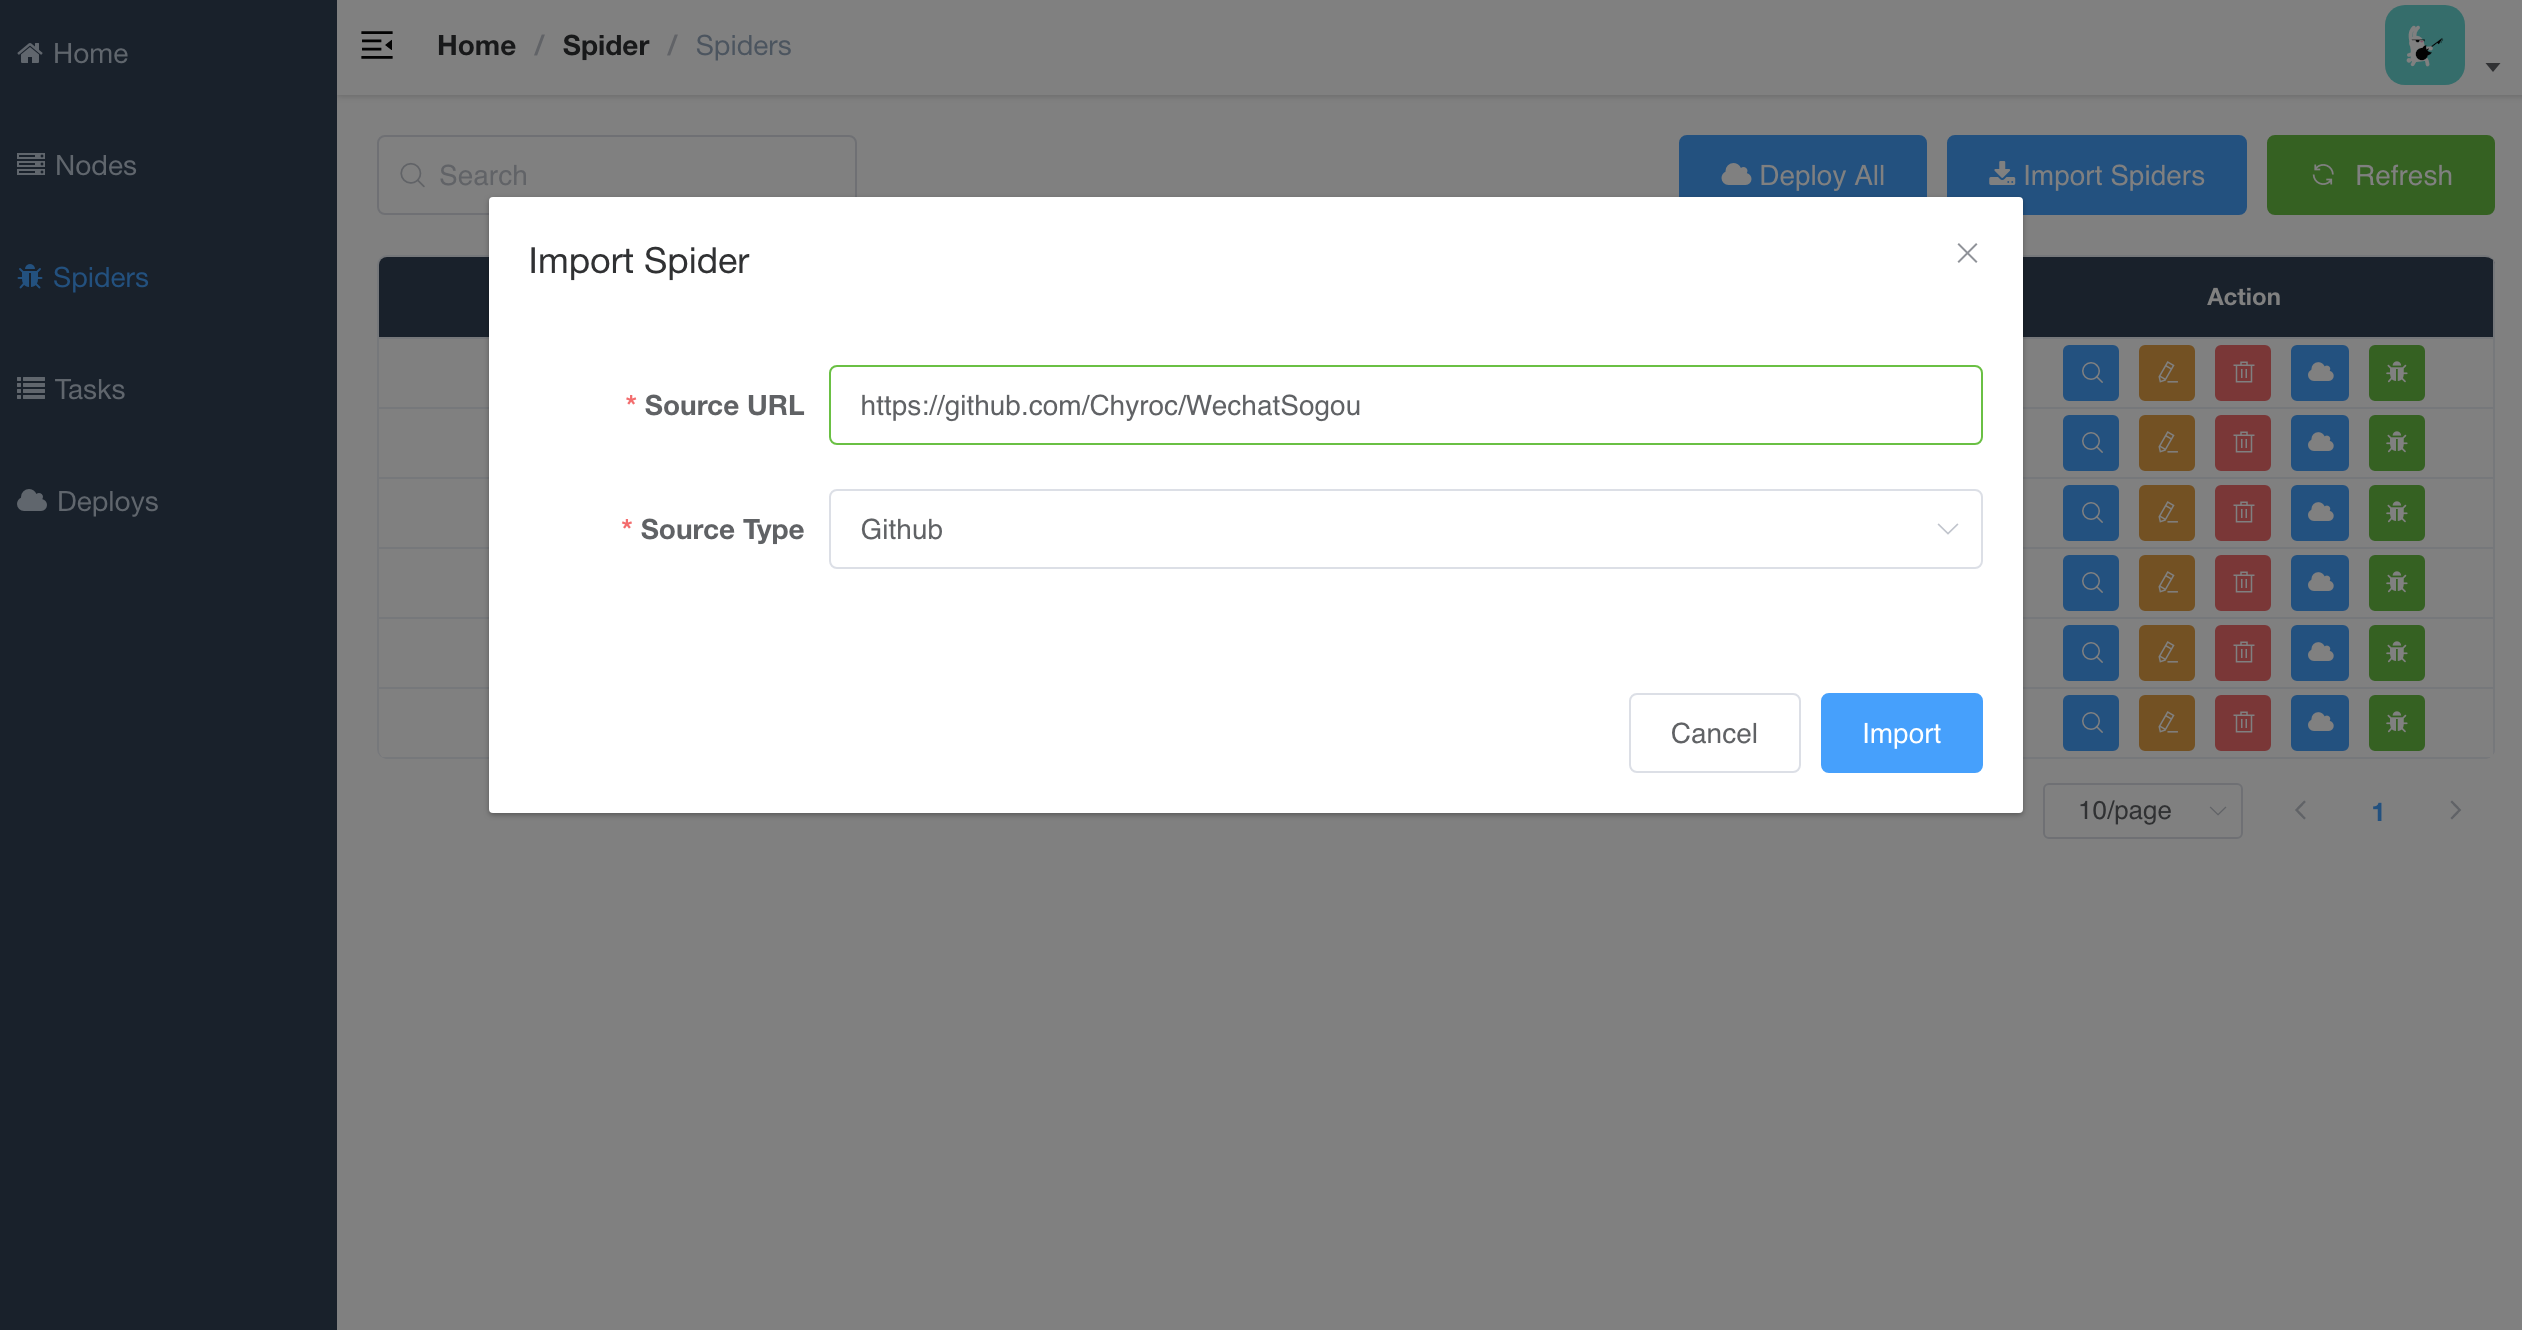 Home
Nodes
Spiders
Tasks
Deploys
Home / Spider / Spiders
Search
Deploy All
Import Spiders
Refresh
Import Spider
* Source URL
https://github.com/Chyroc/WechatSogou
* Source Type
Github
Cancel
Import
Action
10/page
1